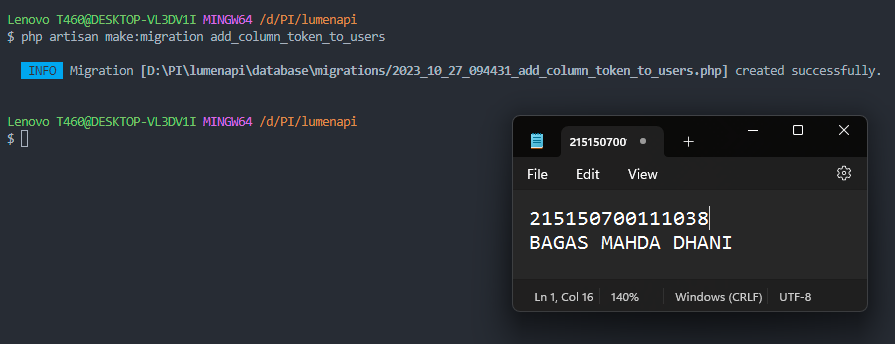 Lenovo T460@DESKTOP-VL3DV1I MINGW64 /d/PI/lumenapi
$ php artisan make:migration add_column_token_to_users
INFO Migration [D:\PI\lumenapi\database\migrations/2023_10_27_094431_add_column_token_to_users.php] created successfully.
Lenovo T460@DESKTOP-VL3DV1I MINGW64 /d/PI/lumenapi
$
215150700
File Edit View
215150700111038
BAGAS MAHDA DHANI
Ln 1, Col 16 140% Windows (CRLF) UTF-8